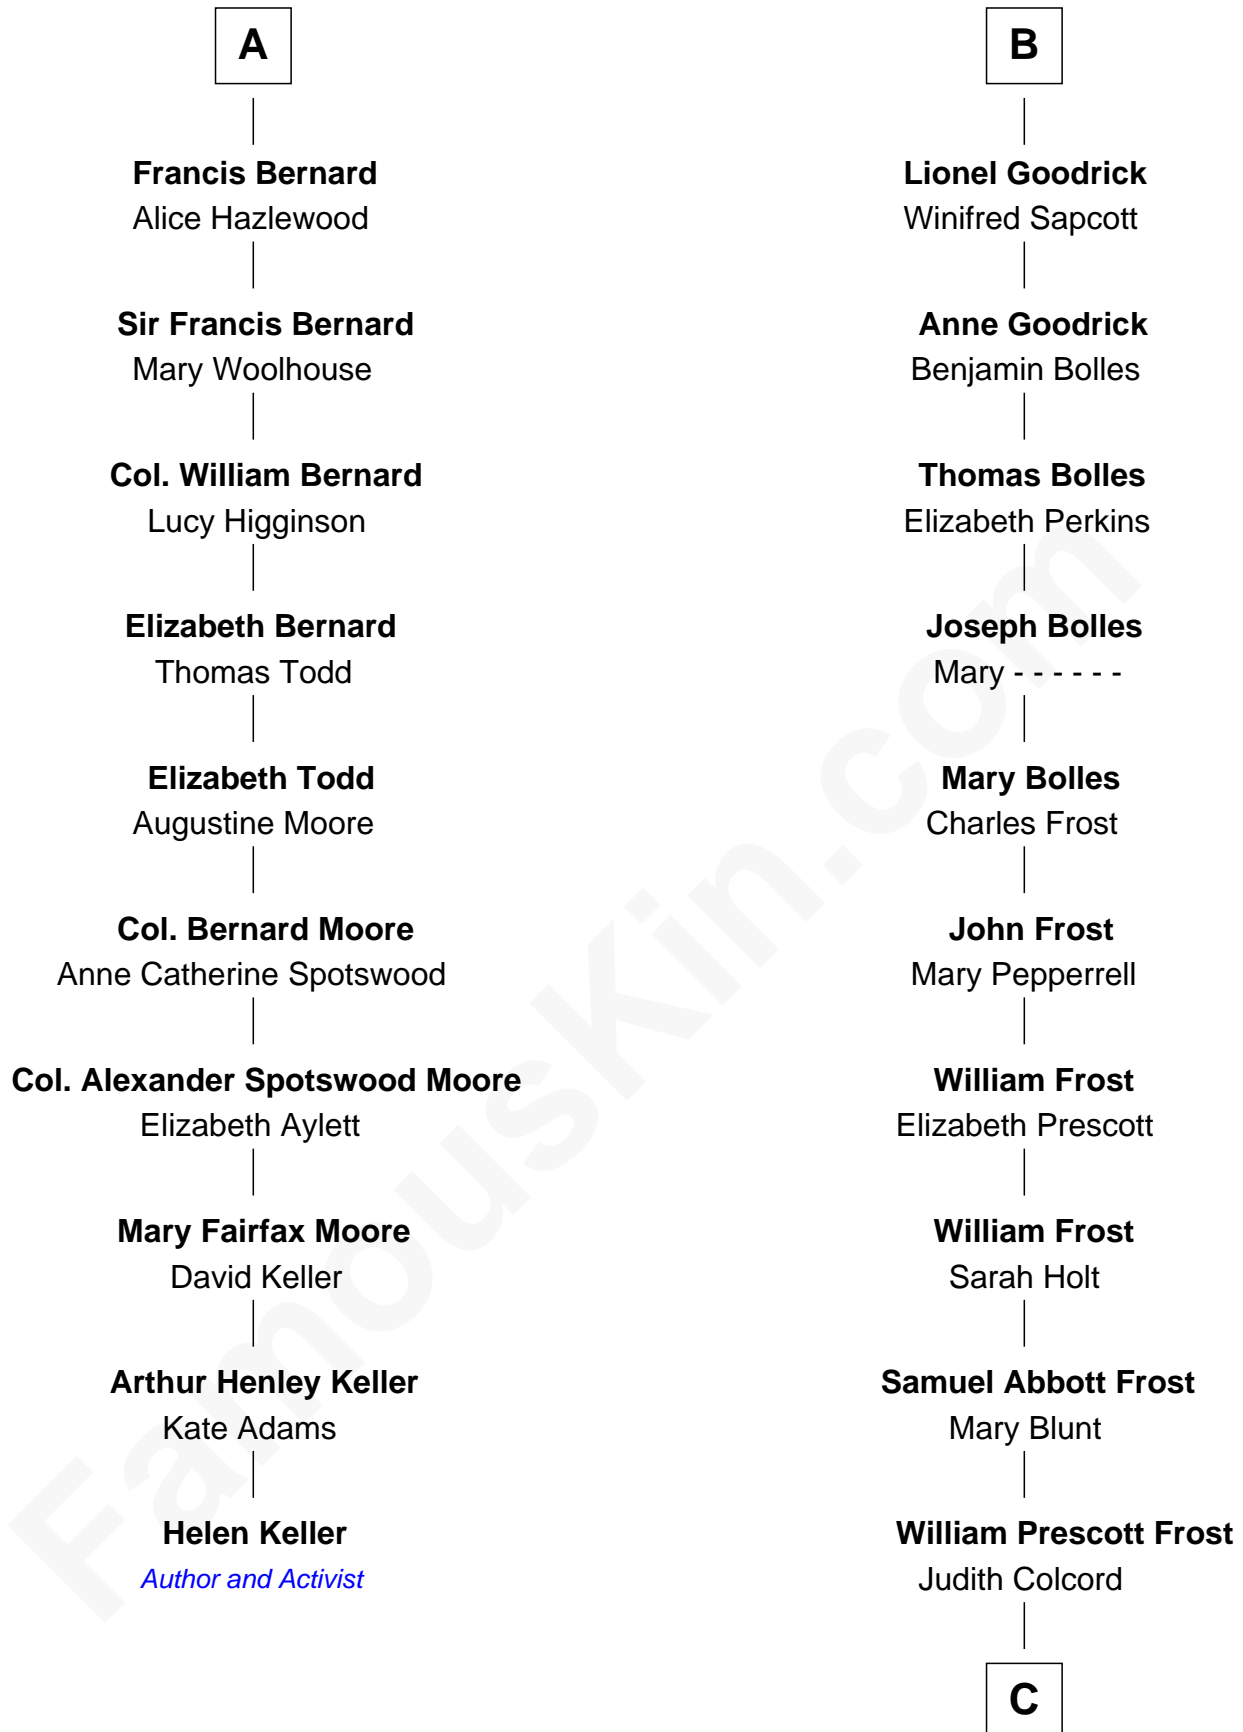 A
Francis Bernard
Alice Hazlewood
Sir Francis Bernard
Mary Woolhouse
Col. William Bernard
Lucy Higginson
Elizabeth Bernard
Thomas Todd
Elizabeth Todd
Augustine Moore
Col. Bernard Moore
Anne Catherine Spotswood
Col. Alexander Spotswood Moore
Elizabeth Aylett
Mary Fairfax Moore
David Keller
Arthur Henley Keller
Kate Adams
Helen Keller
Author and Activist
B
Lionel Goodrick
Winifred Sapcott
Anne Goodrick
Benjamin Bolles
Thomas Bolles
Elizabeth Perkins
Joseph Bolles
Mary - - - - - -
Mary Bolles
Charles Frost
John Frost
Mary Pepperrell
William Frost
Elizabeth Prescott
William Frost
Sarah Holt
Samuel Abbott Frost
Mary Blunt
William Prescott Frost
Judith Colcord
C
FamousKin.com